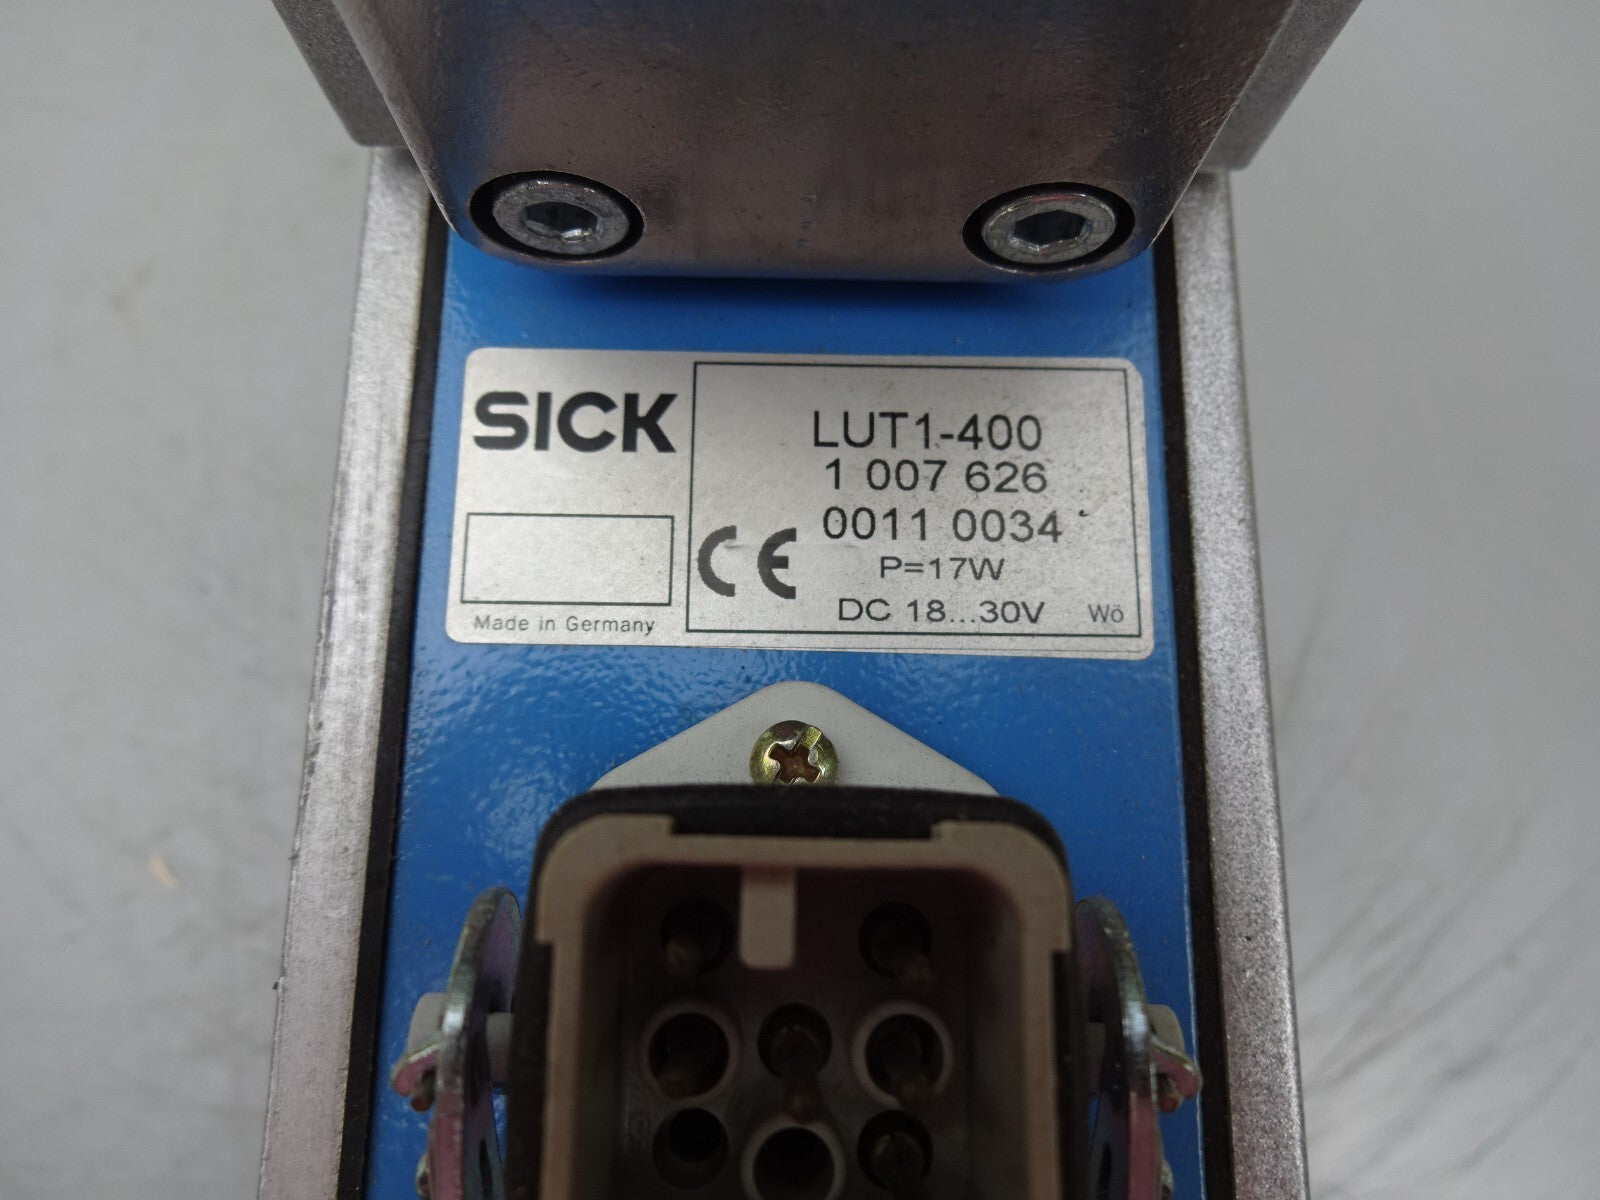 SICK
Made in Germany
LUT1-400
1 007 626
0011 0034
CE P=17W
DC 18...30V Wö